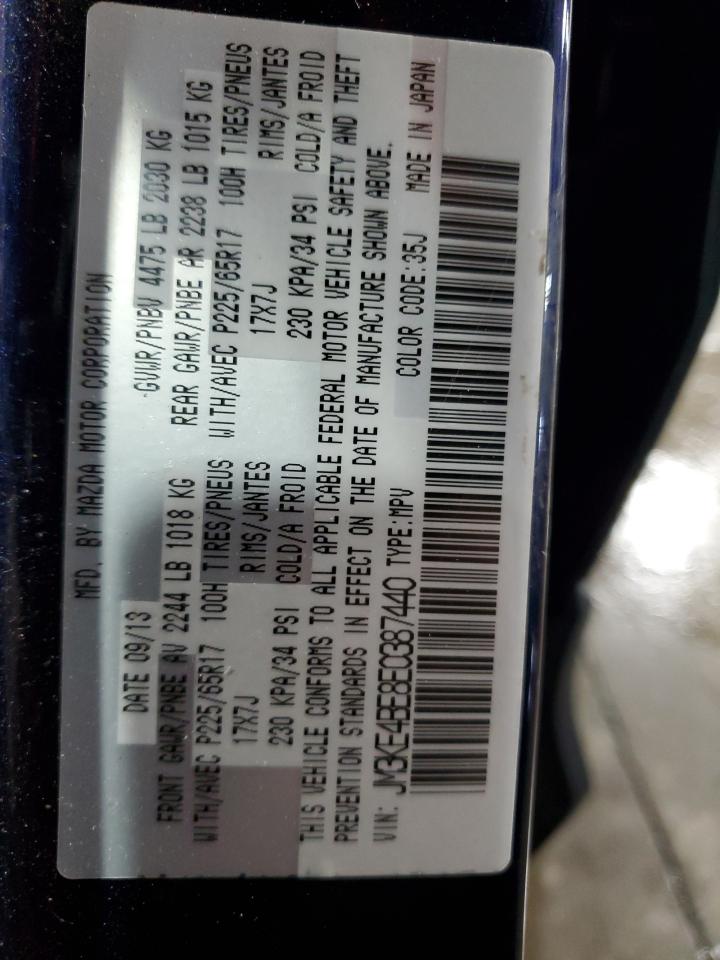 MFD. BY MAZDA MOTOR CORPORATION
DATE 09/13 GVWR/PNBV 4475 LB 2030 KG
FRONT GAWR/PNBE AV 2244 LB 1018 KG REAR GAWR/PNBE AR 2238 LB 1015 KG
WITH/AVEC P225/65R17 100H TIRES/PNEUS WITH/AVEC P225/65R17 100H TIRES/PNEUS
17X7J RIMS/JANTES 17X7J RIMS/JANTES
230 KPA/34 PSI COLD/A FROID 230 KPA/34 PSI COLD/A FROID
THIS VEHICLE CONFORMS TO ALL APPLICABLE FEDERAL MOTOR VEHICLE SAFETY AND THEFT
PREVENTION STANDARDS IN EFFECT ON THE DATE OF MANUFACTURE SHOWN ABOVE.
VIN: JM3KE4BE8E0387440 TYPE:MPV COLOR CODE:35J MADE IN JAPAN